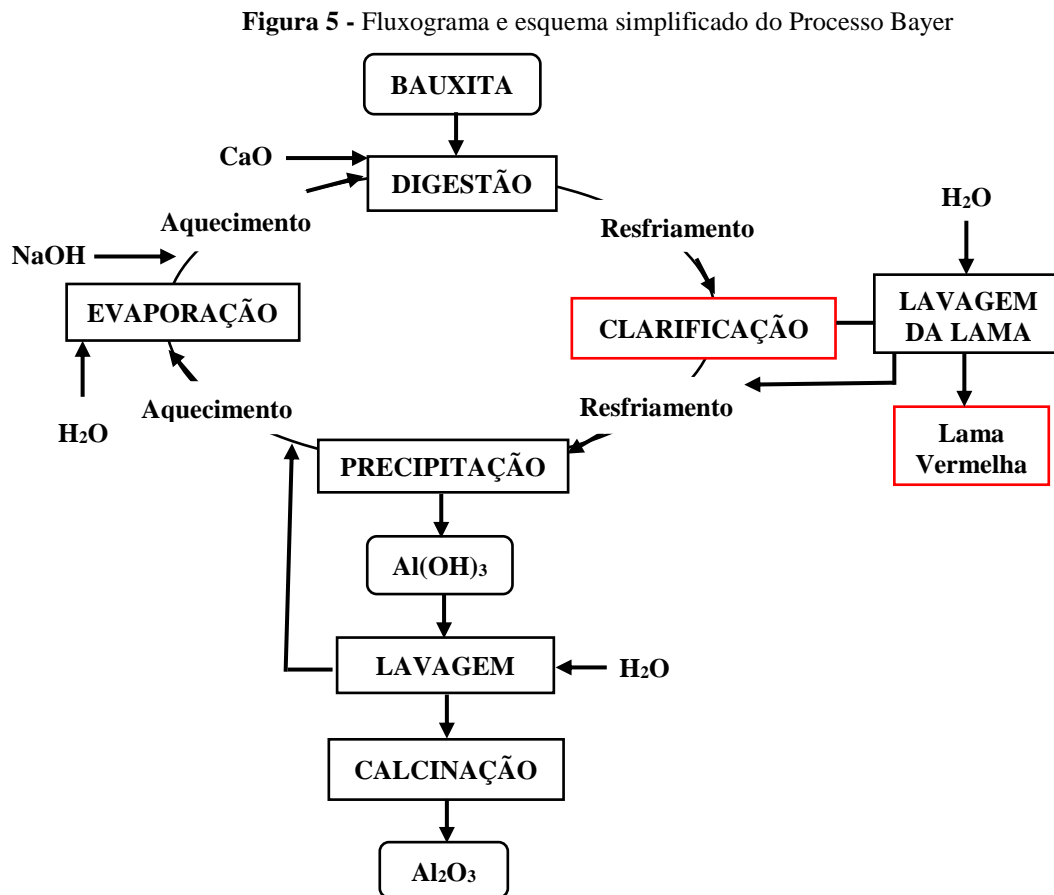 Figura 5 - Fluxograma e esquema simplificado do Processo Bayer
BAUXITA
CaO
DIGESTÃO
Aquecimento
Resfriamento
H₂O
NaOH
EVAPORAÇÃO
CLARIFICAÇÃO
LAVAGEM
DA LAMA
Aquecimento
Resfriamento
H₂O
Lama
Vermelha
PRECIPITAÇÃO
Al(OH)₃
LAVAGEM
H₂O
CALCINAÇÃO
Al₂O₃